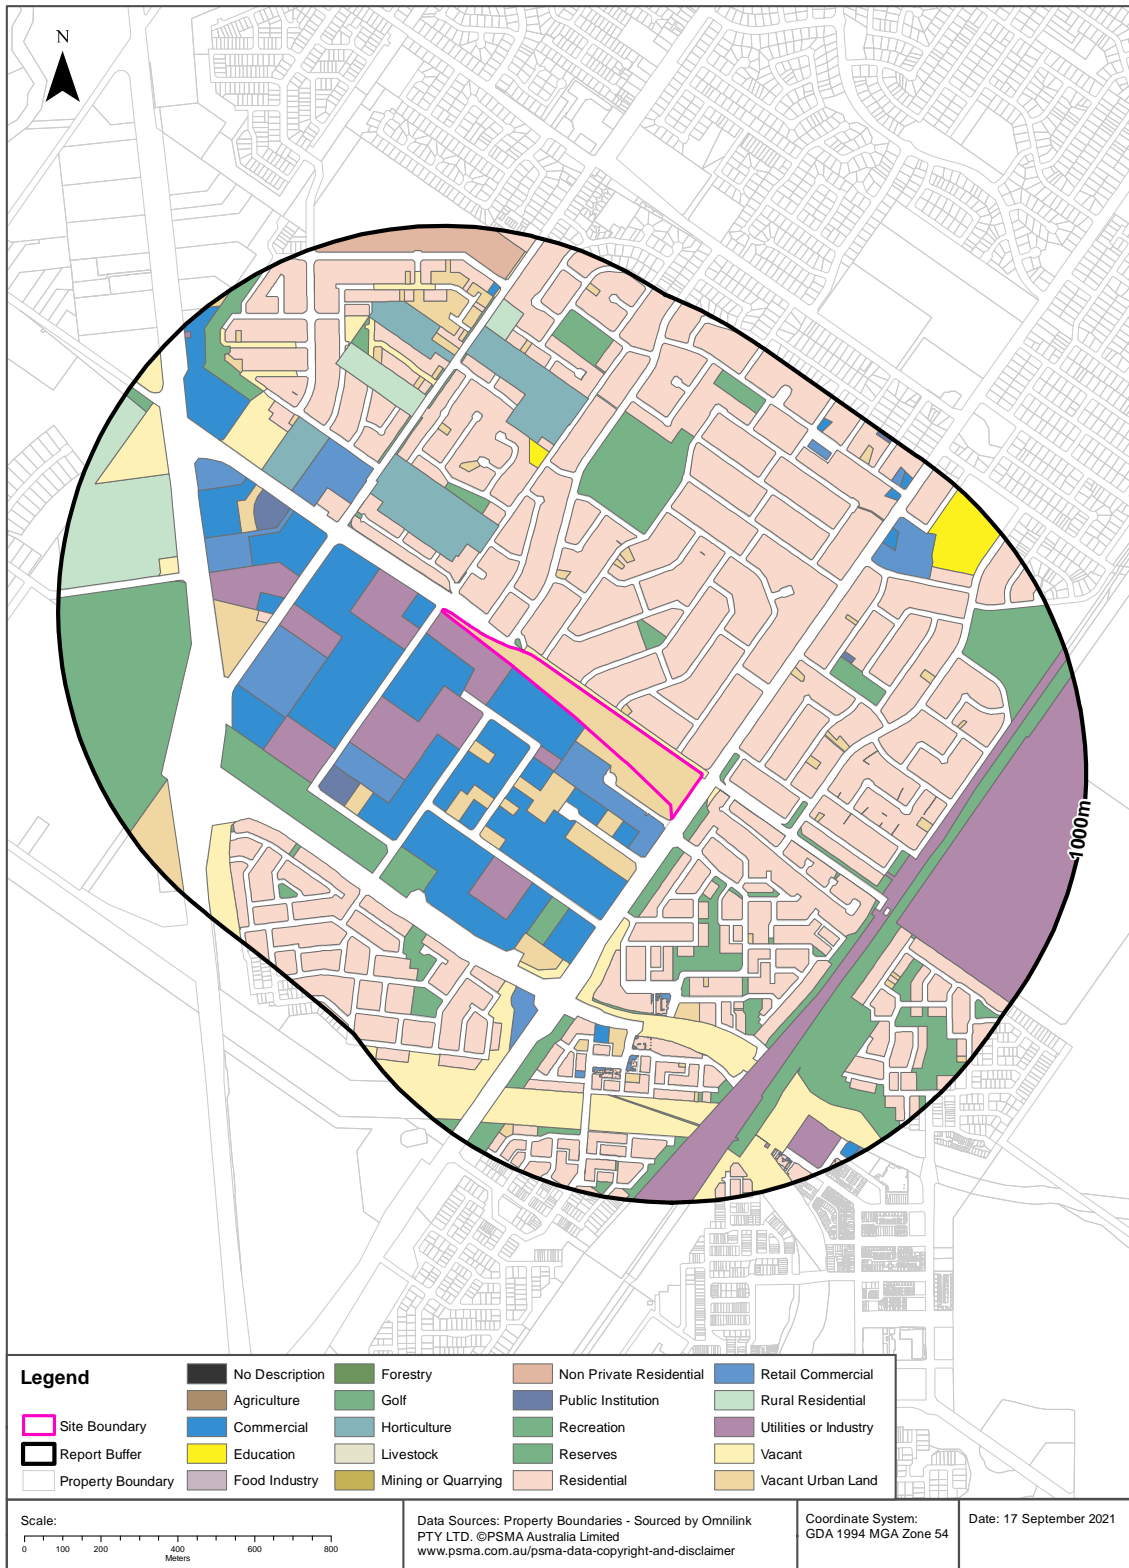 N
1000m
Legend
Site Boundary
Report Buffer
Property Boundary
No Description
Agriculture
Commercial
Education
Food Industry
Forestry
Golf
Horticulture
Livestock
Mining or Quarrying
Non Private Residential
Public Institution
Recreation
Reserves
Residential
Retail Commercial
Rural Residential
Utilities or Industry
Vacant
Vacant Urban Land
Scale:
0 100 200 400 600 800
Meters
Data Sources: Property Boundaries - Sourced by Omnilink
PTY LTD. ©PSMA Australia Limited
www.psma.com.au/psma-data-copyright-and-disclaimer
Coordinate System:
GDA 1994 MGA Zone 54
Date: 17 September 2021